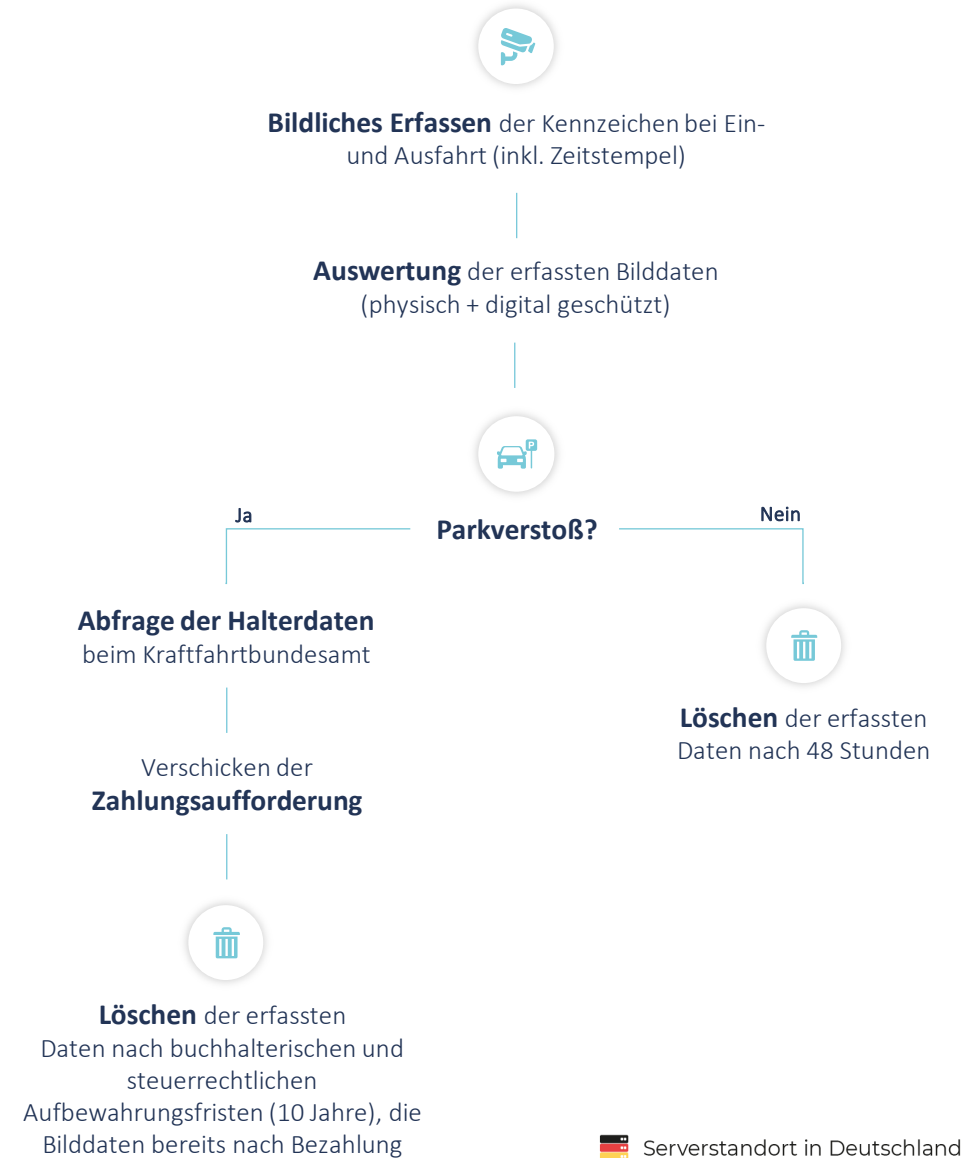 Bildliches Erfassen der Kennzeichen bei Ein-
und Ausfahrt (inkl. Zeitstempel)
Auswertung der erfassten Bilddaten
(physisch + digital geschützt)
P
Ja
Parkverstoß?
Nein
Abfrage der Halterdaten
beim Kraftfahrtbundesamt
Löschen der erfassten
Daten nach 48 Stunden
Verschicken der
Zahlungsaufforderung
Löschen der erfassten
Daten nach buchhalterischen und
steuerrechtlichen
Aufbewahrungsfristen (10 Jahre), die
Bilddaten bereits nach Bezahlung
Serverstandort in Deutschland